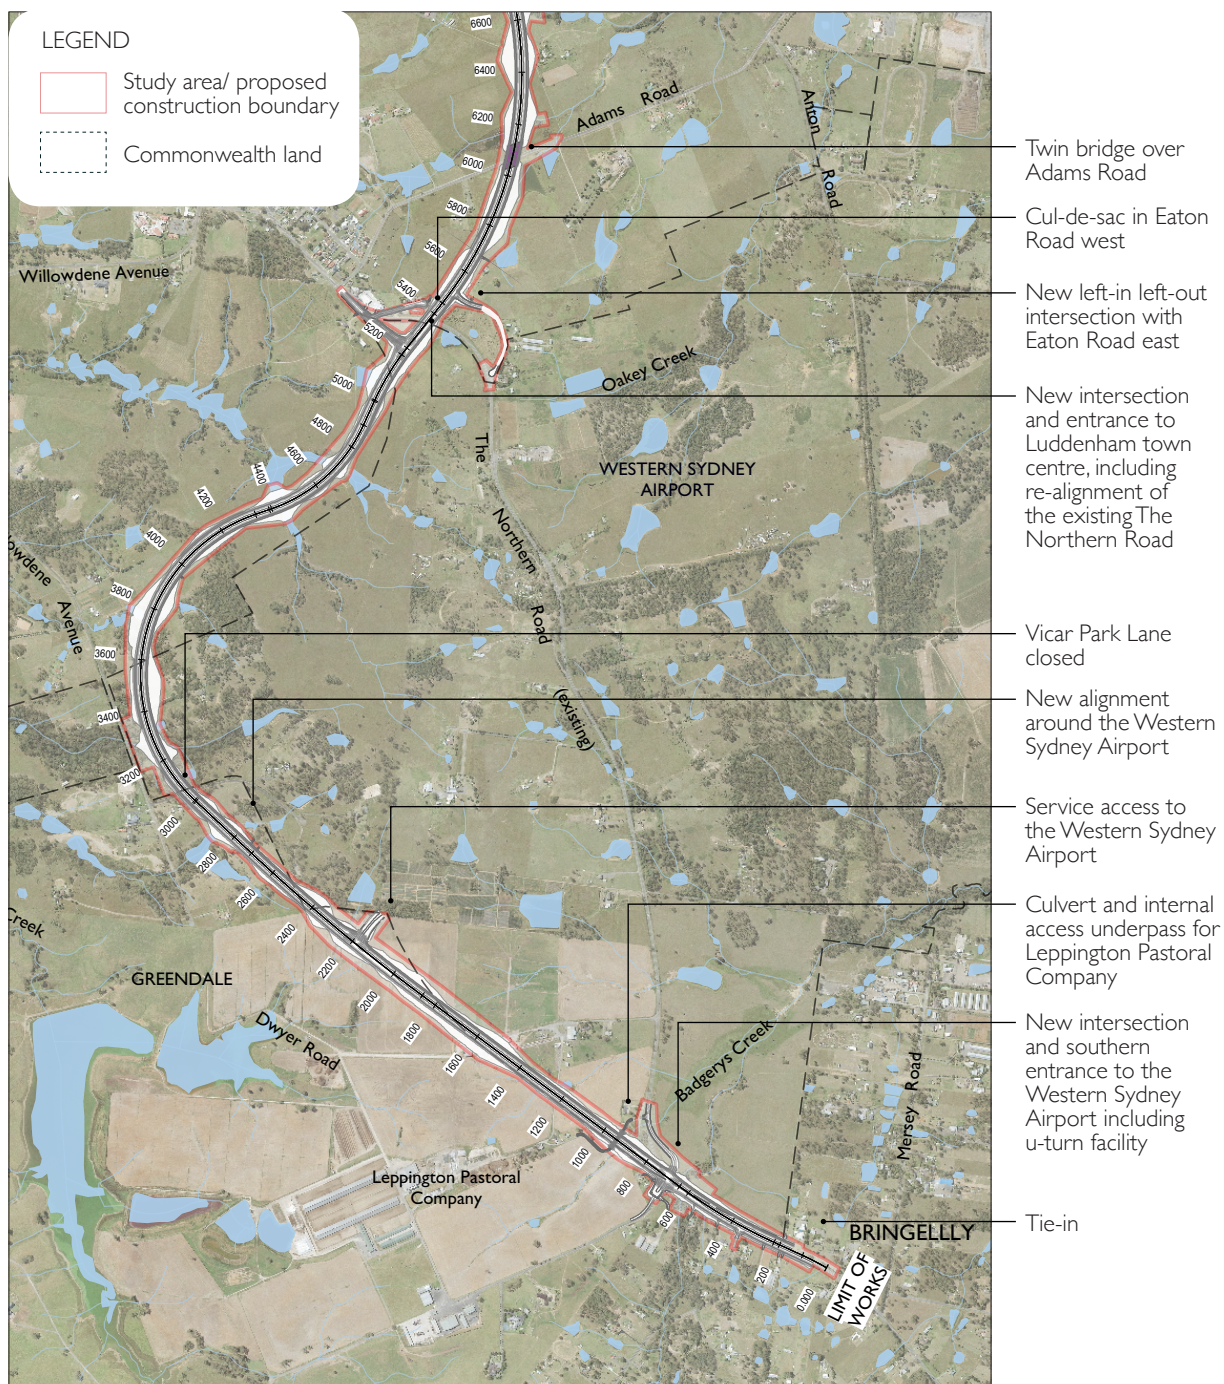 LEGEND
Study area/ proposed
construction boundary
Commonwealth land
6600
6400
6200
6000
5800
5600
5400
5200
5000
4800
4600
4400
4200
4000
3800
3600
3400
3200
3000
2800
2600
2400
2200
2000
1800
1600
1400
1200
1000
800
600
400
200
0.000
Adams Road
Anton Road
Willowdene Avenue
Oakey Creek
The Northern Road (existing)
WESTERN SYDNEY
AIRPORT
lowdene Avenue
Creek
GREENDALE
Dwyer Road
Badgerys Creek
Mersey Road
Leppington Pastoral
Company
BRINGELLLY
LIMIT OF
WORKS
Twin bridge over
Adams Road
Cul-de-sac in Eaton
Road west
New left-in left-out
intersection with
Eaton Road east
New intersection
and entrance to
Luddenham town
centre, including
re-alignment of
the existing The
Northern Road
Vicar Park Lane
closed
New alignment
around the Western
Sydney Airport
Service access to
the Western Sydney
Airport
Culvert and internal
access underpass for
Leppington Pastoral
Company
New intersection
and southern
entrance to the
Western Sydney
Airport including
u-turn facility
Tie-in